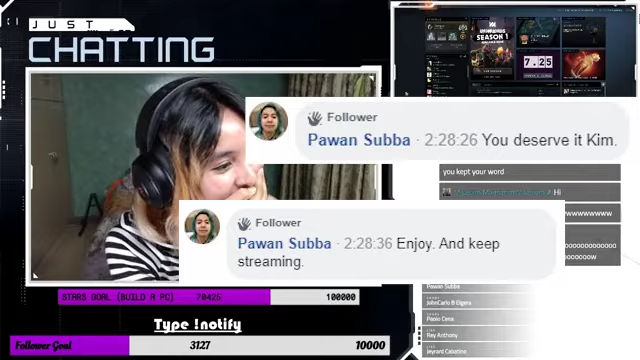 JUST
CHATTING
SEASON 1
7.25
Follower
Pawan Subba · 2:28:26 You deserve it Kim.
you kept your word
Hi
Follower
Pawan Subba · 2:28:36 Enjoy. And keep
streaming.
Pawan Subba
JohnCarlo B Eligera
Paolo Cena
Rey Anthony
Jeyrard Cabatino
STARS GOAL (BUILD A PC) 70425 100000
Type !notify
Follower Goal 3127 10000